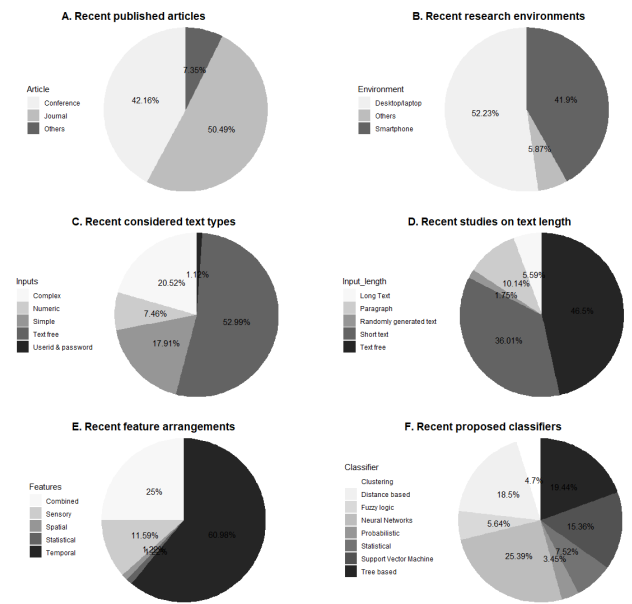 A. Recent published articles
Article
Conference
Journal
Others
7.35%
42.16%
50.49%
B. Recent research environments
Environment
Desktop/laptop
Others
Smartphone
41.9%
52.23%
5.87%
C. Recent considered text types
Inputs
Complex
Numeric
Simple
Text free
Userid & password
1.12%
20.52%
7.46%
52.99%
17.91%
D. Recent studies on text length
Input_length
Long Text
Paragraph
Randomly generated text
Short text
Text free
5.59%
10.14%
1.75%
46.5%
36.01%
E. Recent feature arrangements
Features
Combined
Sensory
Spatial
Statistical
Temporal
25%
11.59%
60.98%
F. Recent proposed classifiers
Classifier
Clustering
Distance based
Fuzzy logic
Neural Networks
Probabilistic
Statistical
Support Vector Machine
Tree based
4.7%
19.44%
18.5%
15.36%
5.64%
7.52%
3.45%
25.39%